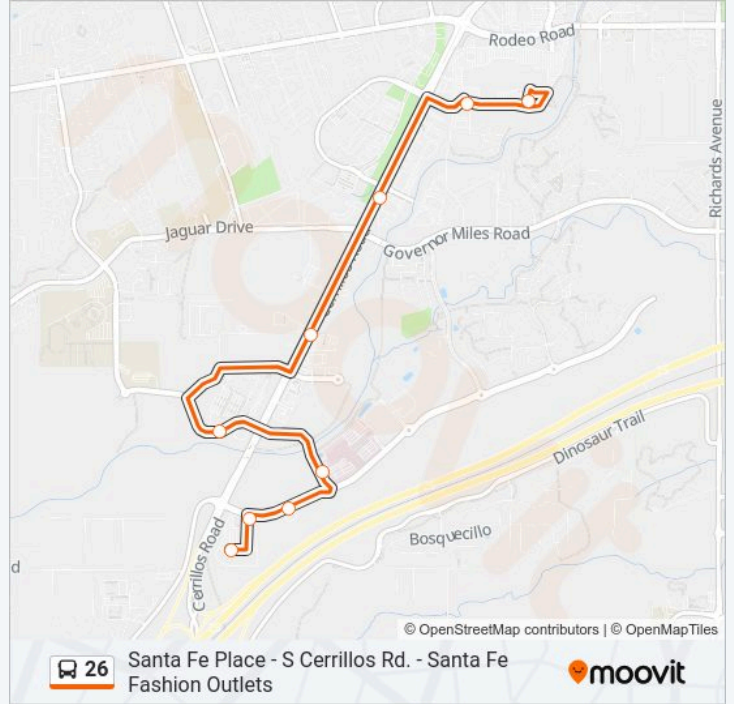 Rodeo Road
Richards Avenue
Jaguar Drive
Governor Miles Road
Dinosaur Trail
Bosquecillo
Cerrillos Road
d
© OpenStreetMap contributors | © OpenMapTiles
26
Santa Fe Place - S Cerrillos Rd. - Santa Fe
Fashion Outlets
moovit